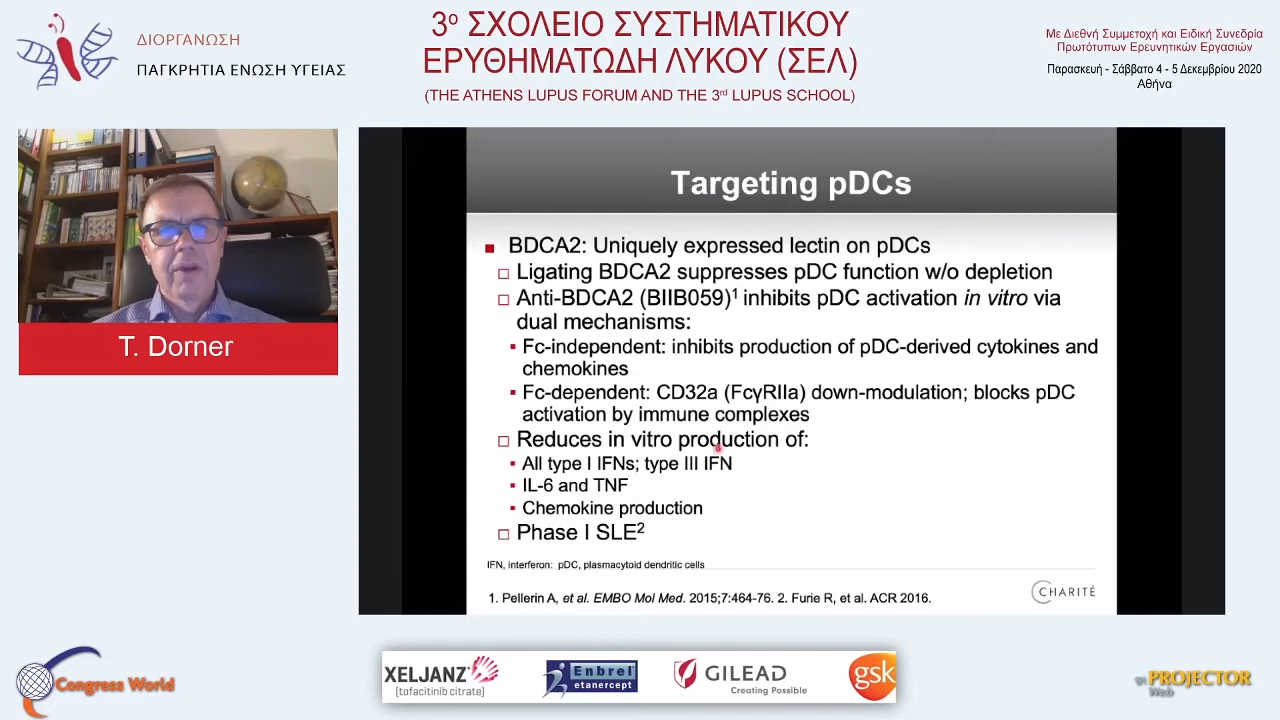 3ο ΣΧΟΛΕΙΟ ΣΥΣΤΗΜΑΤΙΚΟΥ
ΕΡΥΘΗΜΑΤΩΔΗ ΛΥΚΟΥ (ΣΕΛ)
(THE ATHENS LUPUS FORUM AND THE 3rd LUPUS SCHOOL)
ΔΙΟΡΓΑΝΩΣΗ
ΠΑΓΚΡΗΤΙΑ ΕΝΩΣΗ ΥΓΕΙΑΣ
Με Διεθνή Συμμετοχή και Ειδική Συνεδρία
Πρωτότυπων Ερευνητικών Εργασιών
Παρασκευή - Σάββατο 4 - 5 Δεκεμβρίου 2020
Αθήνα
T. Dorner
Targeting pDCs
BDCA2: Uniquely expressed lectin on pDCs
Ligating BDCA2 suppresses pDC function w/o depletion
Anti-BDCA2 (BIIB059)1 inhibits pDC activation in vitro via
dual mechanisms:
Fc-independent: inhibits production of pDC-derived cytokines and
chemokines
Fc-dependent: CD32a (FcγRIIa) down-modulation; blocks pDC
activation by immune complexes
Reduces in vitro production of:
All type I IFNs; type III IFN
IL-6 and TNF
Chemokine production
Phase I SLE2
IFN, interferon: pDC, plasmacytoid dendritic cells
1. Pellerin A, et al. EMBO Mol Med. 2015;7:464-76. 2. Furie R, et al. ACR 2016.
CHARITÉ
Congress World
XELJANZ
[tofacitinib citrate]
Enbrel
etanercept
GILEAD
Creating Possible
gsk
PROJECTOR
Web